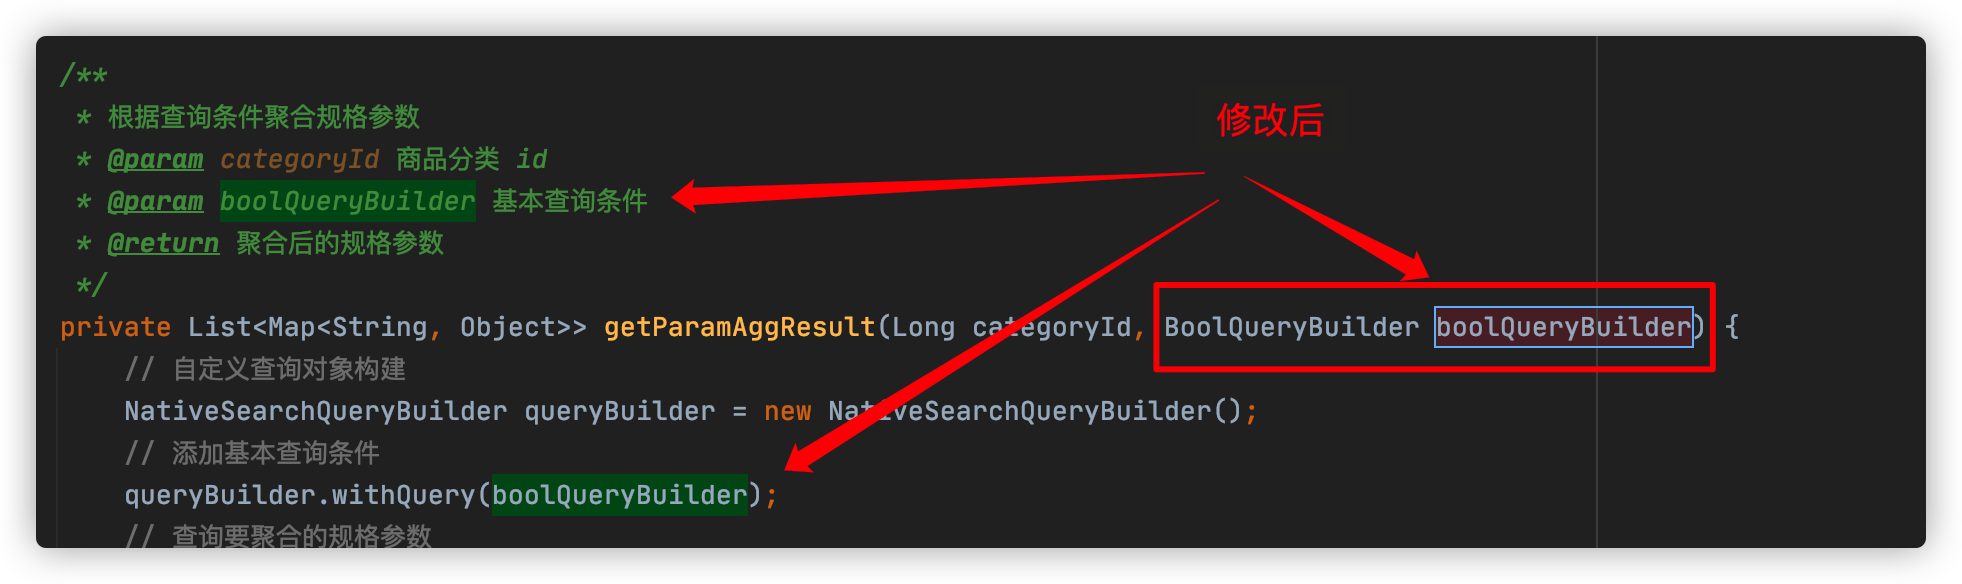 /**
* 根据查询条件聚合规格参数
修改后
* @param categoryId 商品分类 id
* @param boolQueryBuilder 基本查询条件
* @return 聚合后的规格参数
*/
private List<Map<String, Object>> getParamAggResult(Long categoryId, BoolQueryBuilder boolQueryBuilder) {
// 自定义查询对象构建
NativeSearchQueryBuilder queryBuilder = new NativeSearchQueryBuilder();
// 添加基本查询条件
queryBuilder.withQuery(boolQueryBuilder);
// 查询要聚合的规格参数